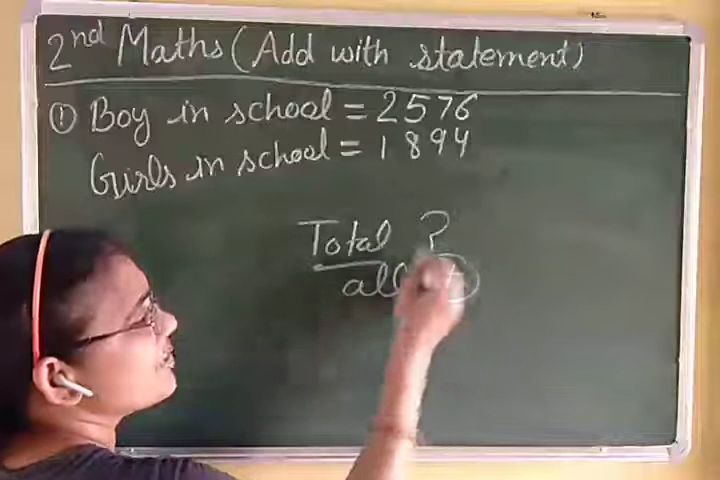 2nd Maths (Add with statement)
① Boy in school = 2576
Girls in school = 1894
Total ?
all +